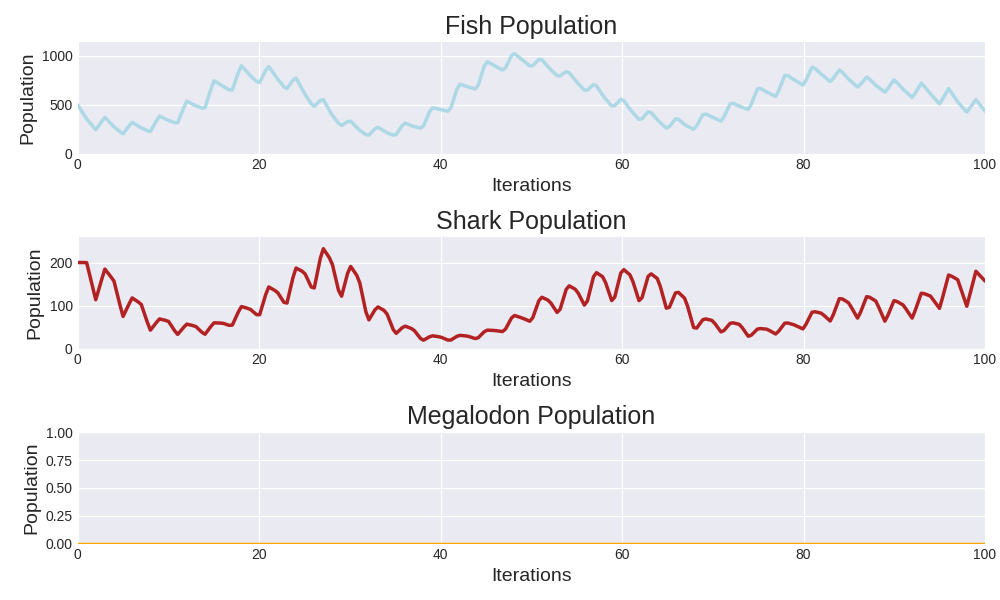 Fish Population
Population
1000
500
0
0 20 40 60 80 100
Iterations
Shark Population
Population
200
100
0
0 20 40 60 80 100
Iterations
Megalodon Population
Population
1.00
0.75
0.50
0.25
0.00
0 20 40 60 80 100
Iterations